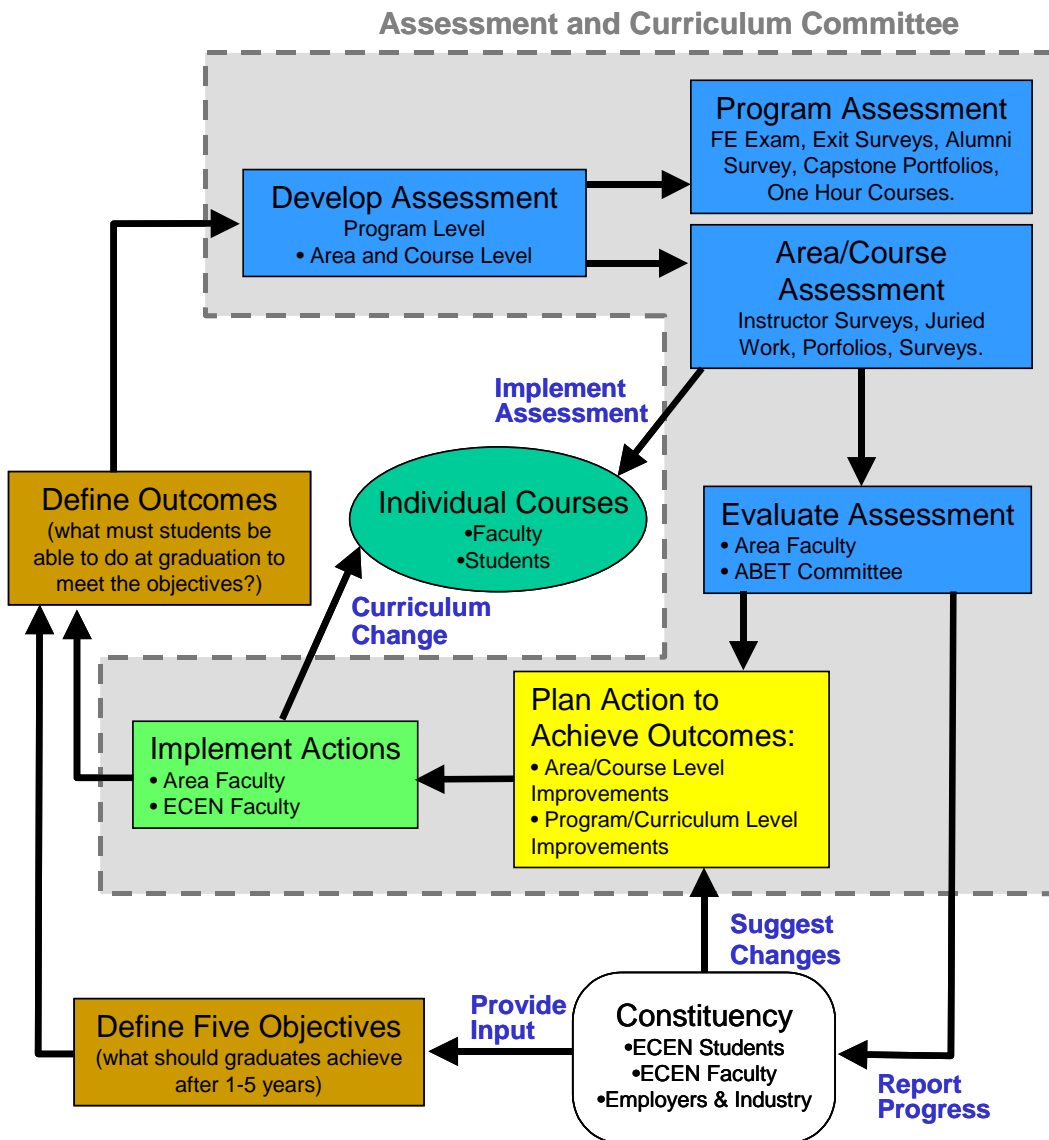 Assessment and Curriculum Committee
Program Assessment
FE Exam, Exit Surveys, Alumni
Survey, Capstone Portfolios,
One Hour Courses.
Develop Assessment
Program Level
• Area and Course Level
Area/Course
Assessment
Instructor Surveys, Juried
Work, Porfolios, Surveys.
Implement
Assessment
Define Outcomes
(what must students be
able to do at graduation to
meet the objectives?)
Individual Courses
•Faculty
•Students
Evaluate Assessment
• Area Faculty
• ABET Committee
Curriculum
Change
Implement Actions
• Area Faculty
• ECEN Faculty
Plan Action to
Achieve Outcomes:
• Area/Course Level
Improvements
• Program/Curriculum Level
Improvements
Suggest
Changes
Define Five Objectives
(what should graduates achieve
after 1-5 years)
Provide
Input
Constituency
•ECEN Students
•ECEN Faculty
•Employers & Industry
Report
Progress